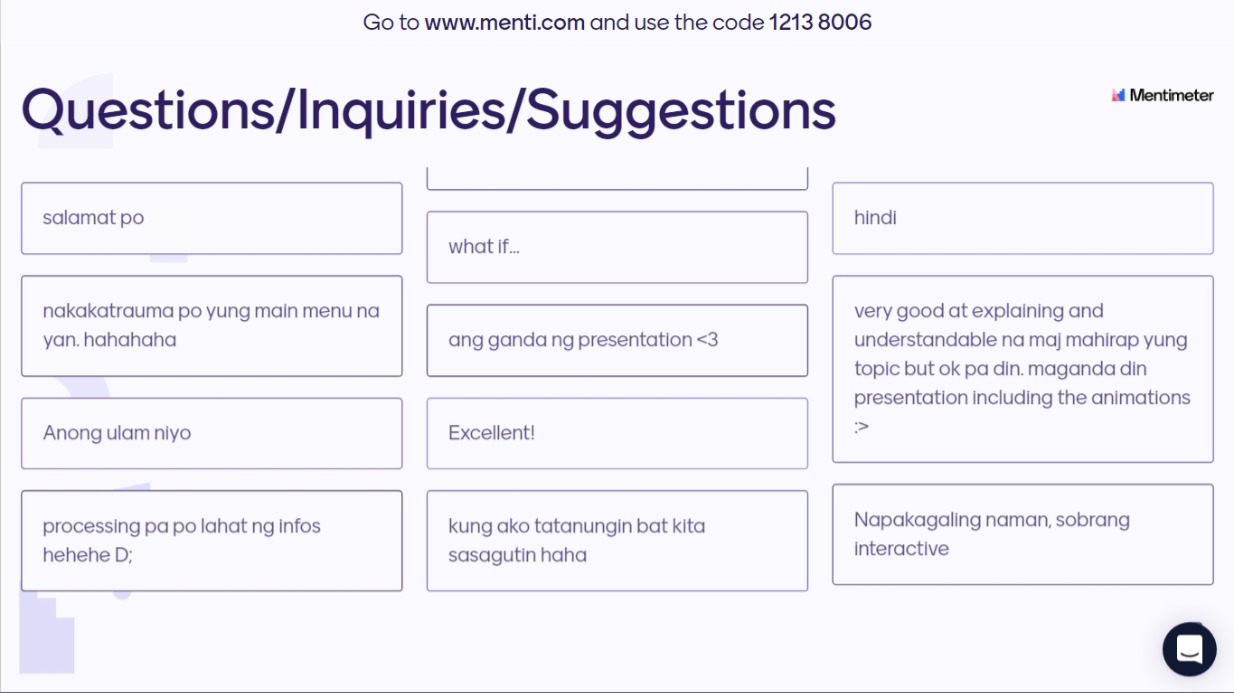 Go to www.menti.com and use the code 1213 8006
Questions/Inquiries/Suggestions
Mentimeter
salamat po
nakakatrauma po yung main menu na
yan. hahahaha
Anong ulam niyo
processing pa po lahat ng infos
hehehe D;
what if...
ang ganda ng presentation <3
Excellent!
kung ako tatanungin bat kita
sasagutin haha
hindi
very good at explaining and
understandable na maj mahirap yung
topic but ok pa din. maganda din
presentation including the animations
:>
Napakagaling naman, sobrang
interactive